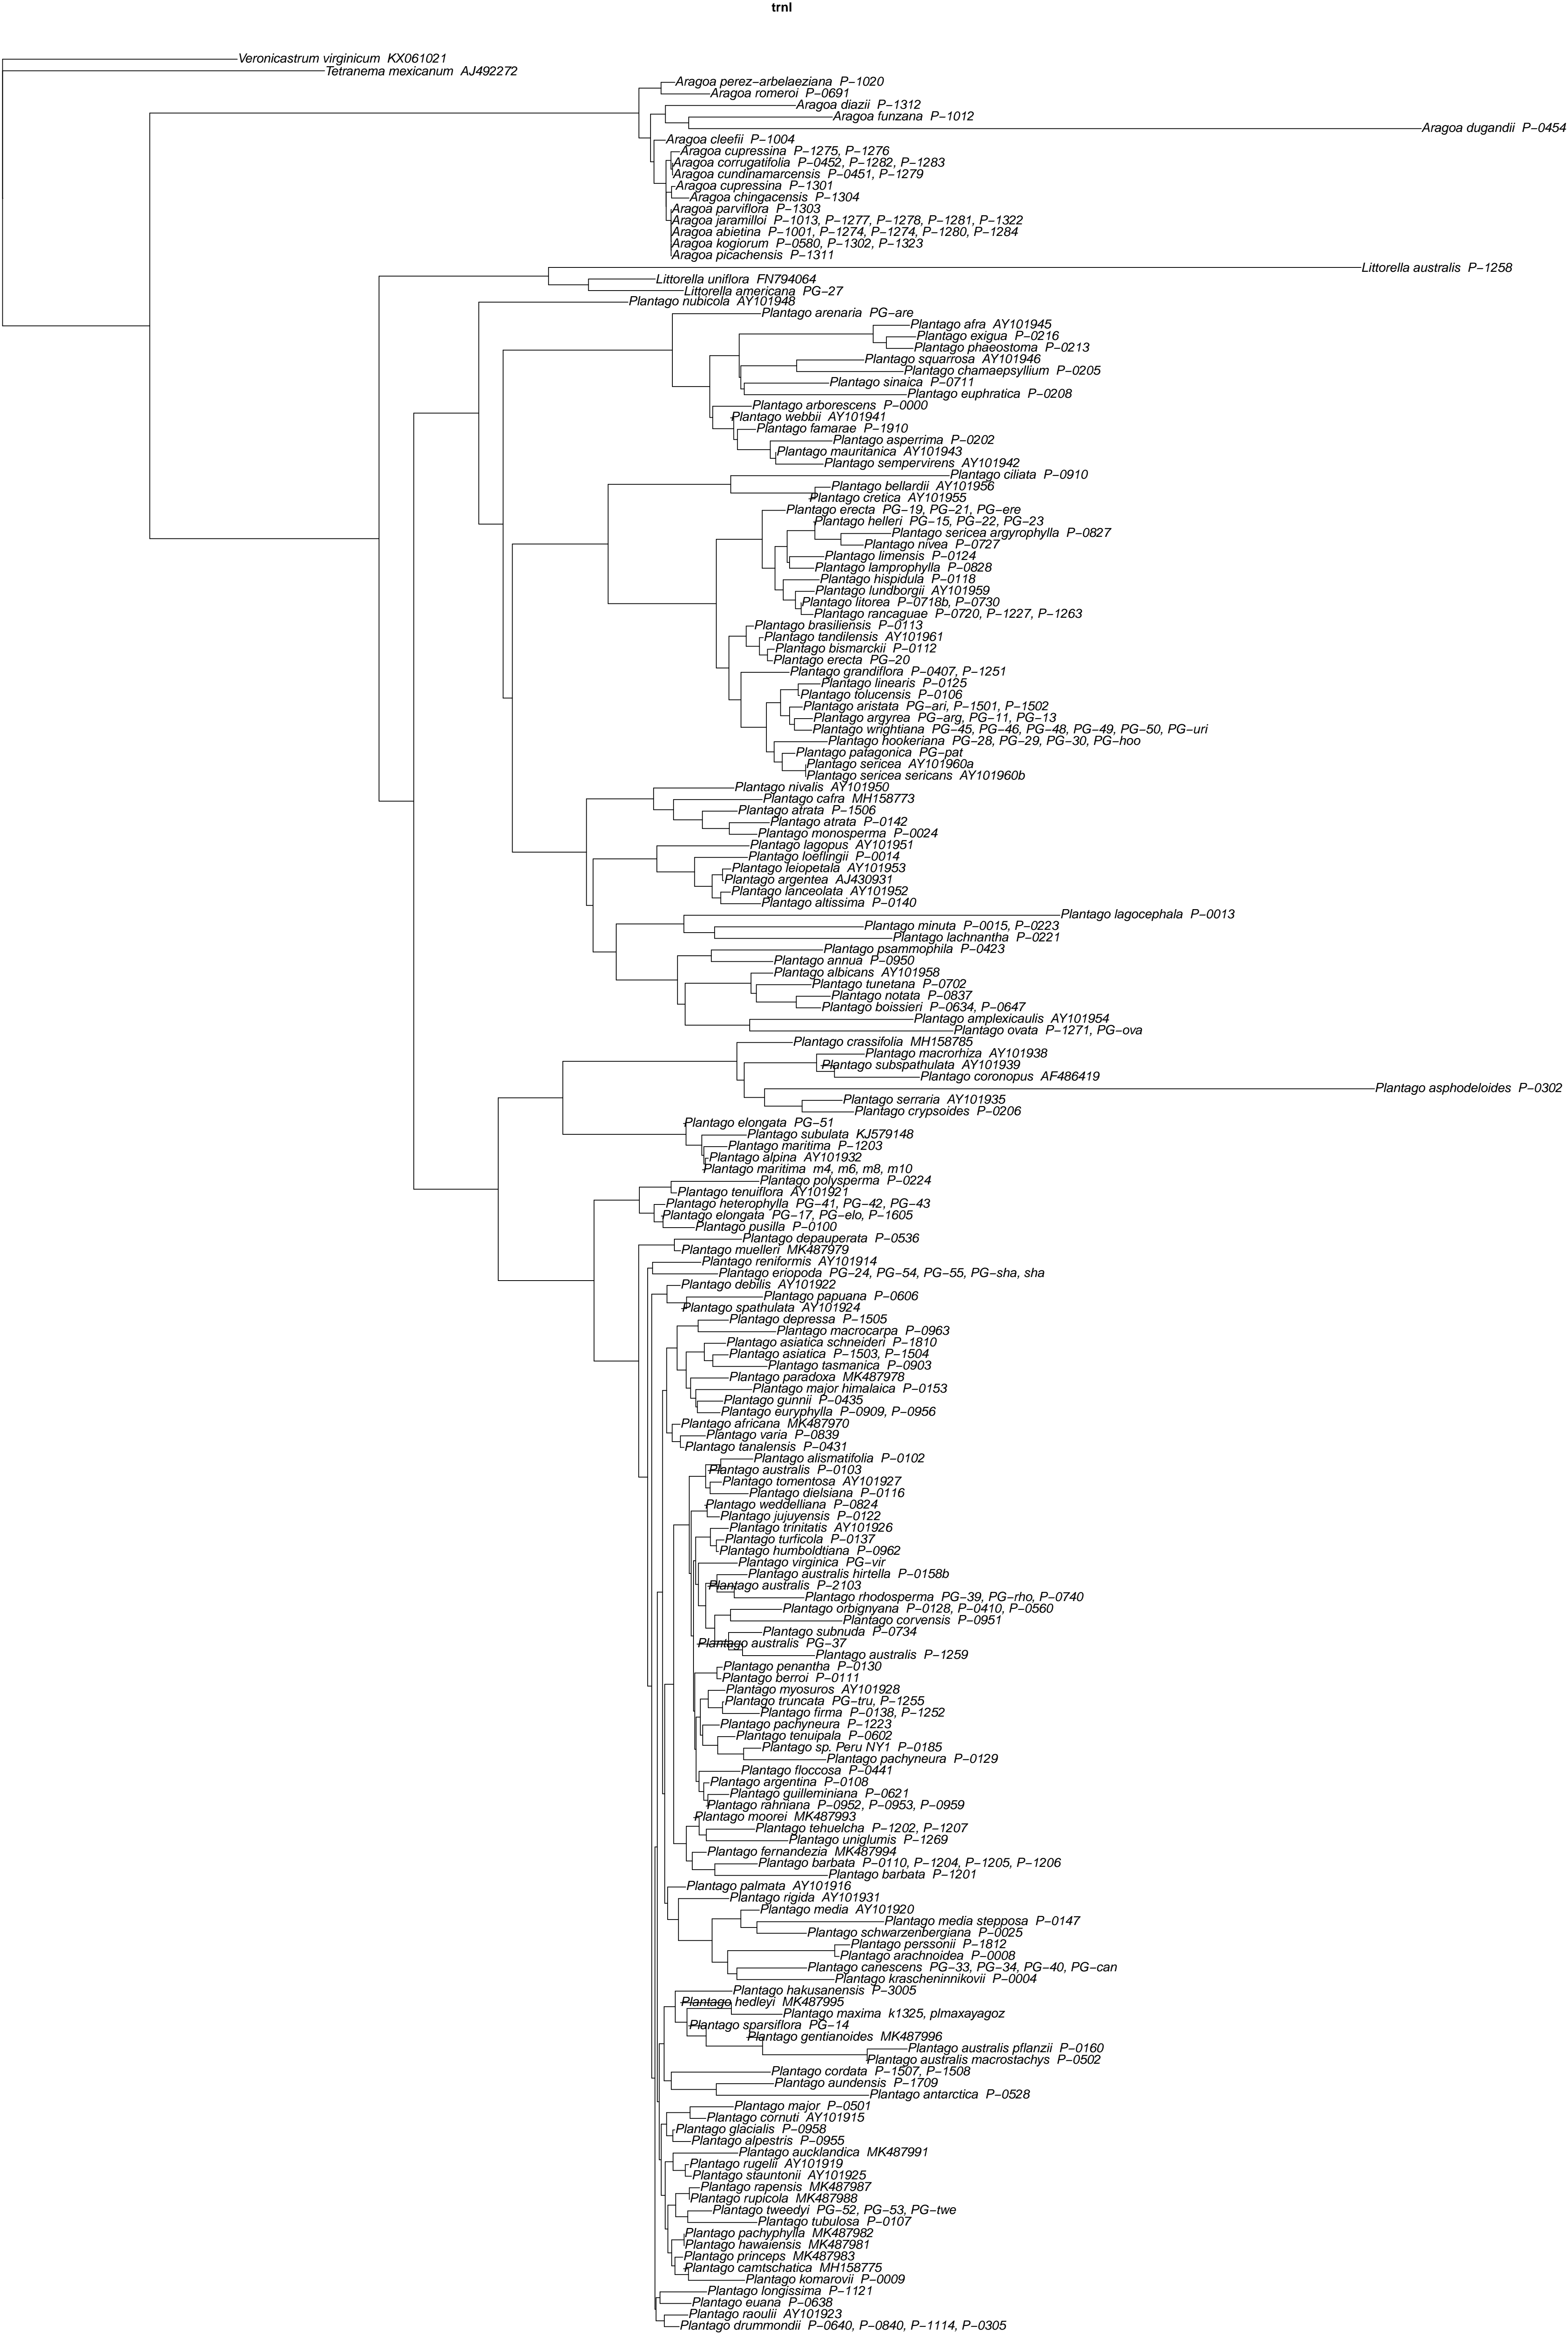 trnl
Veronicastrum virginicum KX061021
Tetranema mexicanum AJ492272
Aragoa perez−arbelaeziana P−1020
Aragoa romeroi P−0691
Aragoa diazii P−1312
Aragoa funzana P−1012
Aragoa dugandii P−0454
Aragoa cleefii P−1004
Aragoa cupressina P−1275, P−1276
Aragoa corrugatifolia P−0452, P−1282, P−1283
Aragoa cundinamarcensis P−0451, P−1279
Aragoa cupressina P−1301
Aragoa chingacensis P−1304
Aragoa parviflora P−1303
Aragoa jaramilloi P−1013, P−1277, P−1278, P−1281, P−1322
Aragoa abietina P−1001, P−1274, P−1274, P−1280, P−1284
Aragoa kogiorum P−0580, P−1302, P−1323
Aragoa picachensis P−1311
Littorella australis P−1258
Littorella uniflora FN794064
Littorella americana PG−27
Plantago nubicola AY101948
Plantago arenaria PG−are
Plantago afra AY101945
Plantago exigua P−0216
Plantago phaeostoma P−0213
Plantago squarrosa AY101946
Plantago chamaepsyllium P−0205
Plantago sinaica P−0711
Plantago euphratica P−0208
Plantago arborescens P−0000
Plantago webbii AY101941
Plantago famarae P−1910
Plantago asperrima P−0202
Plantago mauritanica AY101943
Plantago sempervirens AY101942
Plantago ciliata P−0910
Plantago bellardii AY101956
Plantago cretica AY101955
Plantago erecta PG−19, PG−21, PG−ere
Plantago helleri PG−15, PG−22, PG−23
Plantago sericea argyrophylla P−0827
Plantago nivea P−0727
Plantago limensis P−0124
Plantago lamprophylla P−0828
Plantago hispidula P−0118
Plantago lundborgii AY101959
Plantago litorea P−0718b, P−0730
Plantago rancaguae P−0720, P−1227, P−1263
Plantago brasiliensis P−0113
Plantago tandilensis AY101961
Plantago bismarckii P−0112
Plantago erecta PG−20
Plantago grandiflora P−0407, P−1251
Plantago linearis P−0125
Plantago tolucensis P−0106
Plantago aristata PG−ari, P−1501, P−1502
Plantago argyrea PG−arg, PG−11, PG−13
Plantago wrightiana PG−45, PG−46, PG−48, PG−49, PG−50, PG−uri
Plantago hookeriana PG−28, PG−29, PG−30, PG−hoo
Plantago patagonica PG−pat
Plantago sericea AY101960a
Plantago sericea sericans AY101960b
Plantago nivalis AY101950
Plantago cafra MH158773
Plantago atrata P−1506
Plantago atrata P−0142
Plantago monosperma P−0024
Plantago lagopus AY101951
Plantago loeflingii P−0014
Plantago leiopetala AY101953
Plantago argentea AJ430931
Plantago lanceolata AY101952
Plantago altissima P−0140
Plantago lagocephala P−0013
Plantago minuta P−0015, P−0223
Plantago lachnantha P−0221
Plantago psammophila P−0423
Plantago annua P−0950
Plantago albicans AY101958
Plantago tunetana P−0702
Plantago notata P−0837
Plantago boissieri P−0634, P−0647
Plantago amplexicaulis AY101954
Plantago ovata P−1271, PG−ova
Plantago crassifolia MH158785
Plantago macrorhiza AY101938
Plantago subspathulata AY101939
Plantago coronopus AF486419
Plantago asphodeloides P−0302
Plantago serraria AY101935
Plantago crypsoides P−0206
Plantago elongata PG−51
Plantago subulata KJ579148
Plantago maritima P−1203
Plantago alpina AY101932
Plantago maritima m4, m6, m8, m10
Plantago polysperma P−0224
Plantago tenuiflora AY101921
Plantago heterophylla PG−41, PG−42, PG−43
Plantago elongata PG−17, PG−elo, P−1605
Plantago pusilla P−0100
Plantago depauperata P−0536
Plantago muelleri MK487979
Plantago reniformis AY101914
Plantago eriopoda PG−24, PG−54, PG−55, PG−sha, sha
Plantago debilis AY101922
Plantago papuana P−0606
Plantago spathulata AY101924
Plantago depressa P−1505
Plantago macrocarpa P−0963
Plantago asiatica schneideri P−1810
Plantago asiatica P−1503, P−1504
Plantago tasmanica P−0903
Plantago paradoxa MK487978
Plantago major himalaica P−0153
Plantago gunnii P−0435
Plantago euryphylla P−0909, P−0956
Plantago africana MK487970
Plantago varia P−0839
Plantago tanalensis P−0431
Plantago alismatifolia P−0102
Plantago australis P−0103
Plantago tomentosa AY101927
Plantago dielsiana P−0116
Plantago weddelliana P−0824
Plantago jujuyensis P−0122
Plantago trinitatis AY101926
Plantago turficola P−0137
Plantago humboldtiana P−0962
Plantago virginica PG−vir
Plantago australis hirtella P−0158b
Plantago australis P−2103
Plantago rhodosperma PG−39, PG−rho, P−0740
Plantago orbignyana P−0128, P−0410, P−0560
Plantago corvensis P−0951
Plantago subnuda P−0734
Plantago australis PG−37
Plantago australis P−1259
Plantago penantha P−0130
Plantago berroi P−0111
Plantago myosuros AY101928
Plantago truncata PG−tru, P−1255
Plantago firma P−0138, P−1252
Plantago pachyneura P−1223
Plantago tenuipala P−0602
Plantago sp. Peru NY1 P−0185
Plantago pachyneura P−0129
Plantago floccosa P−0441
Plantago argentina P−0108
Plantago guilleminiana P−0621
Plantago rahniana P−0952, P−0953, P−0959
Plantago moorei MK487993
Plantago tehuelcha P−1202, P−1207
Plantago uniglumis P−1269
Plantago fernandezia MK487994
Plantago barbata P−0110, P−1204, P−1205, P−1206
Plantago barbata P−1201
Plantago palmata AY101916
Plantago rigida AY101931
Plantago media AY101920
Plantago media stepposa P−0147
Plantago schwarzenbergiana P−0025
Plantago perssonii P−1812
Plantago arachnoidea P−0008
Plantago canescens PG−33, PG−34, PG−40, PG−can
Plantago krascheninnikovii P−0004
Plantago hakusanensis P−3005
Plantago hedleyi MK487995
Plantago maxima k1325, plmaxayagoz
Plantago sparsiflora PG−14
Plantago gentianoides MK487996
Plantago australis pflanzii P−0160
Plantago australis macrostachys P−0502
Plantago cordata P−1507, P−1508
Plantago aundensis P−1709
Plantago antarctica P−0528
Plantago major P−0501
Plantago cornuti AY101915
Plantago glacialis P−0958
Plantago alpestris P−0955
Plantago aucklandica MK487991
Plantago rugelii AY101919
Plantago stauntonii AY101925
Plantago rapensis MK487987
Plantago rupicola MK487988
Plantago tweedyi PG−52, PG−53, PG−twe
Plantago tubulosa P−0107
Plantago pachyphylla MK487982
Plantago hawaiensis MK487981
Plantago princeps MK487983
Plantago camtschatica MH158775
Plantago komarovii P−0009
Plantago longissima P−1121
Plantago euana P−0638
Plantago raoulii AY101923
Plantago drummondii P−0640, P−0840, P−1114, P−0305